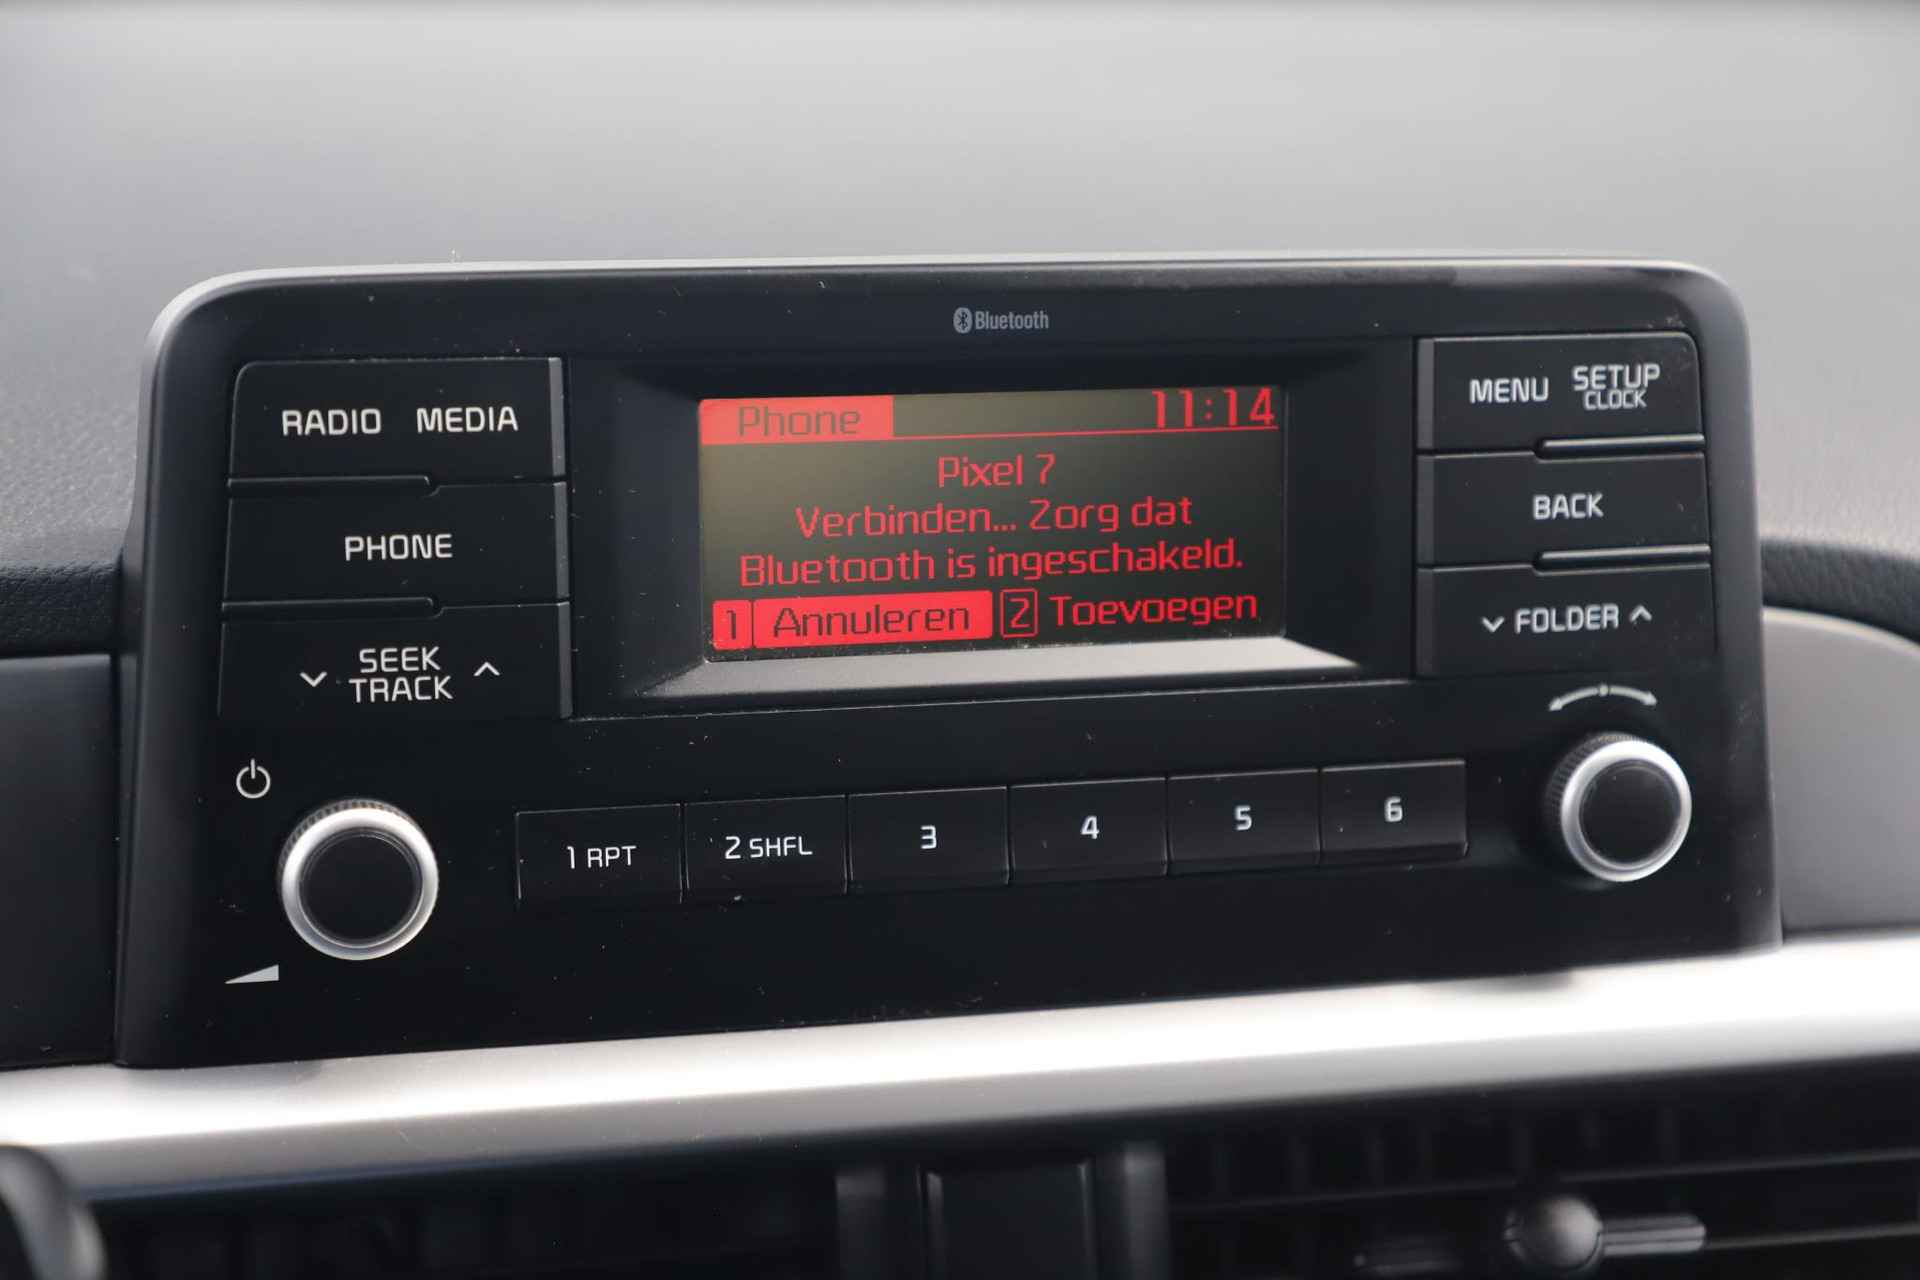 Bluetooth
RADIO MEDIA
PHONE
SEEK
TRACK
Phone 11:14
Pixel 7
Verbinden... Zorg dat
Bluetooth is ingeschakeld.
1 Annuleren 2 Toevoegen
MENU SETUP
CLOCK
BACK
FOLDER
1 RPT 2 SHFL 3 4 5 6